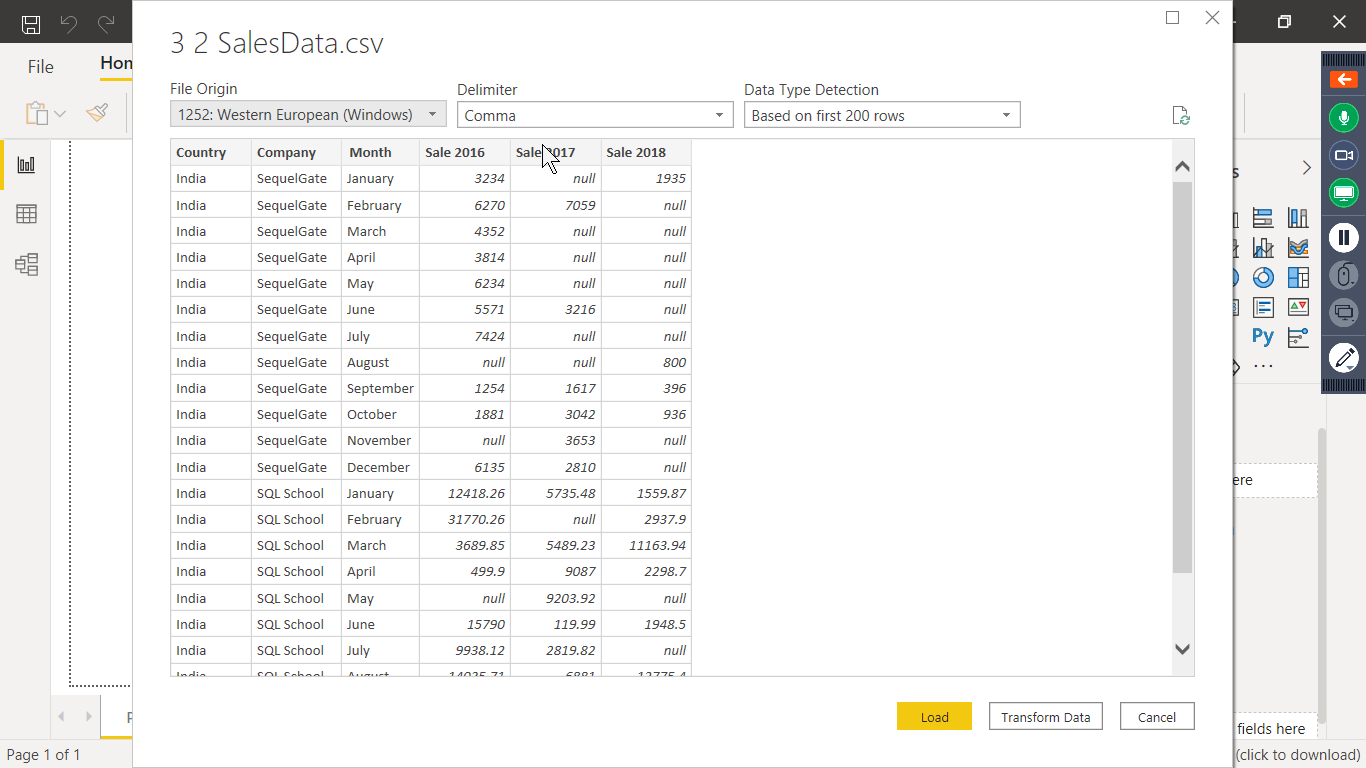 3 2 SalesData.csv
File
File Origin
Delimiter
Data Type Detection
1252: Western European (Windows)
Comma
Based on first 200 rows
Country Company Month Sale 2016 Sale 2017 Sale 2018
India SequelGate January 3234 null 1935
India SequelGate February 6270 7059 null
India SequelGate March 4352 null null
India SequelGate April 3814 null null
India SequelGate May 6234 null null
India SequelGate June 5571 3216 null
India SequelGate July 7424 null null
India SequelGate August null null 800
India SequelGate September 1254 1617 396
India SequelGate October 1881 3042 936
India SequelGate November null 3653 null
India SequelGate December 6135 2810 null
India SQL School January 12418.26 5735.48 1559.87
India SQL School February 31770.26 null 2937.9
India SQL School March 3689.85 5489.23 11163.94
India SQL School April 499.9 9087 2298.7
India SQL School May null 9203.92 null
India SQL School June 15790 119.99 1948.5
India SQL School July 9938.12 2819.82 null
India SQL School August 14025.71 6881 12775.4
Load
Transform Data
Cancel
Py
fields here
Page 1 of 1
(click to download)